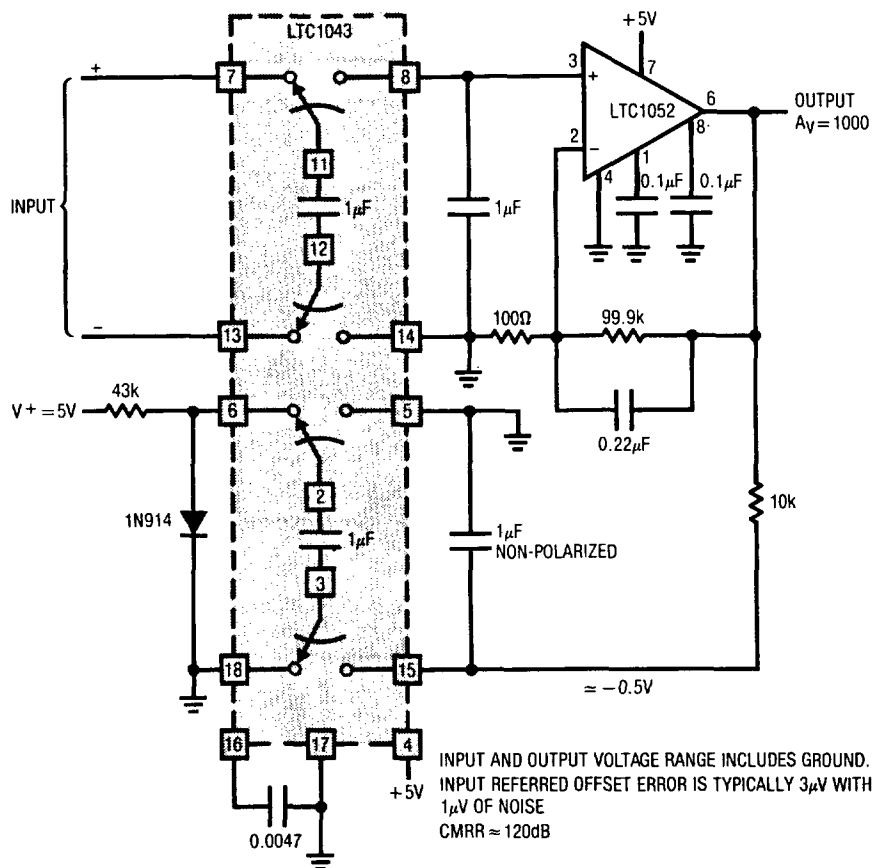 LTC1043
+5V
+
7
8
3
+
7
LTC1052
6
OUTPUT
Av=1000
2
−
8
1
4
0.1µF
0.1µF
11
1µF
INPUT
12
1µF
100Ω
99.9k
−
13
14
43k
V+=5V
6
5
0.22µF
2
10k
1N914
1µF
1µF
NON-POLARIZED
3
18
15
≃ −0.5V
16
17
4
+5V
0.0047
INPUT AND OUTPUT VOLTAGE RANGE INCLUDES GROUND.
INPUT REFERRED OFFSET ERROR IS TYPICALLY 3µV WITH
1µV OF NOISE
CMRR ≈ 120dB